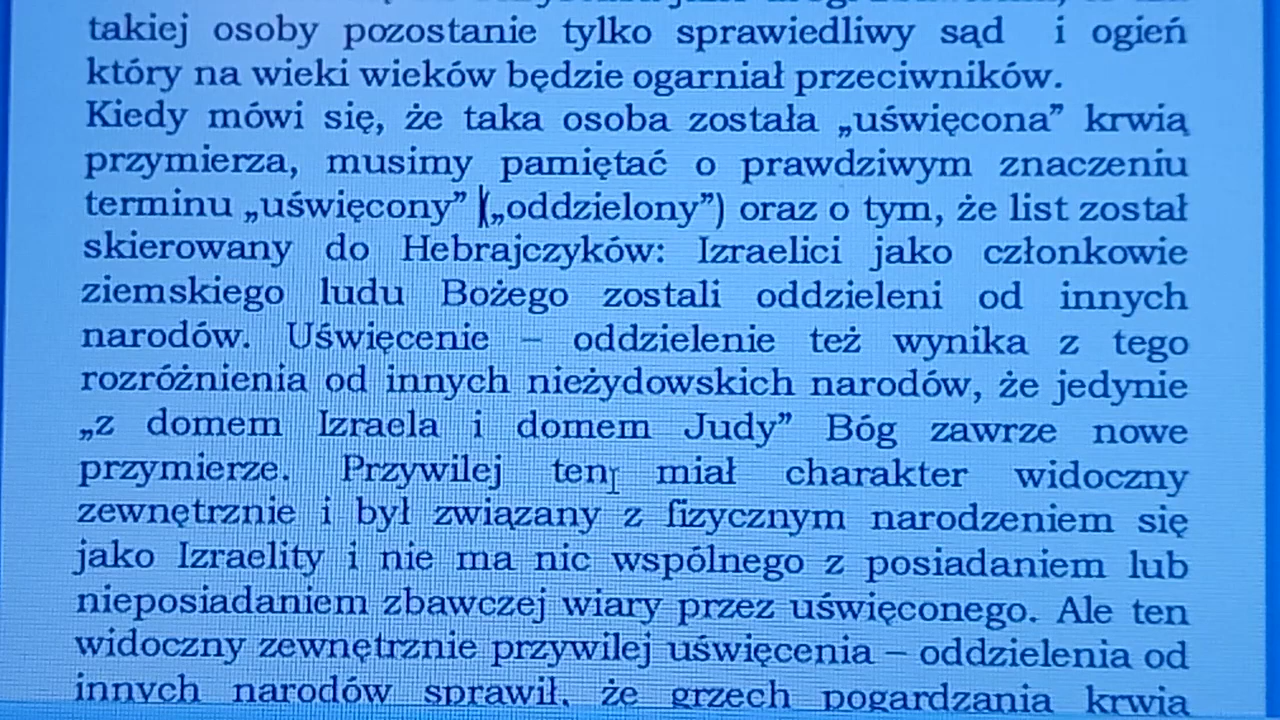 takiej osoby pozostanie tylko sprawiedliwy sąd i ogień
który na wieki wieków będzie ogarniał przeciwników.
Kiedy mówi się, że taka osoba została „uświęcona” krwią
przymierza, musimy pamiętać o prawdziwym znaczeniu
terminu „uświęcony” („oddzielony”) oraz o tym, że list został
skierowany do Hebrajczyków: Izraelici jako członkowie
ziemskiego ludu Bożego zostali oddzieleni od innych
narodów. Uświęcenie – oddzielenie też wynika z tego
rozróżnienia od innych nieżydowskich narodów, że jedynie
„z domem Izraela i domem Judy” Bóg zawrze nowe
przymierze. Przywilej ten miał charakter widoczny
zewnętrznie i był związany z fizycznym narodzeniem się
jako Izraelity i nie ma nic wspólnego z posiadaniem lub
nieposiadaniem zbawczej wiary przez uświęconego. Ale ten
widoczny zewnętrznie przywilej uświęcenia – oddzielenia od
innych narodów sprawił, że grzech pogardzania krwią